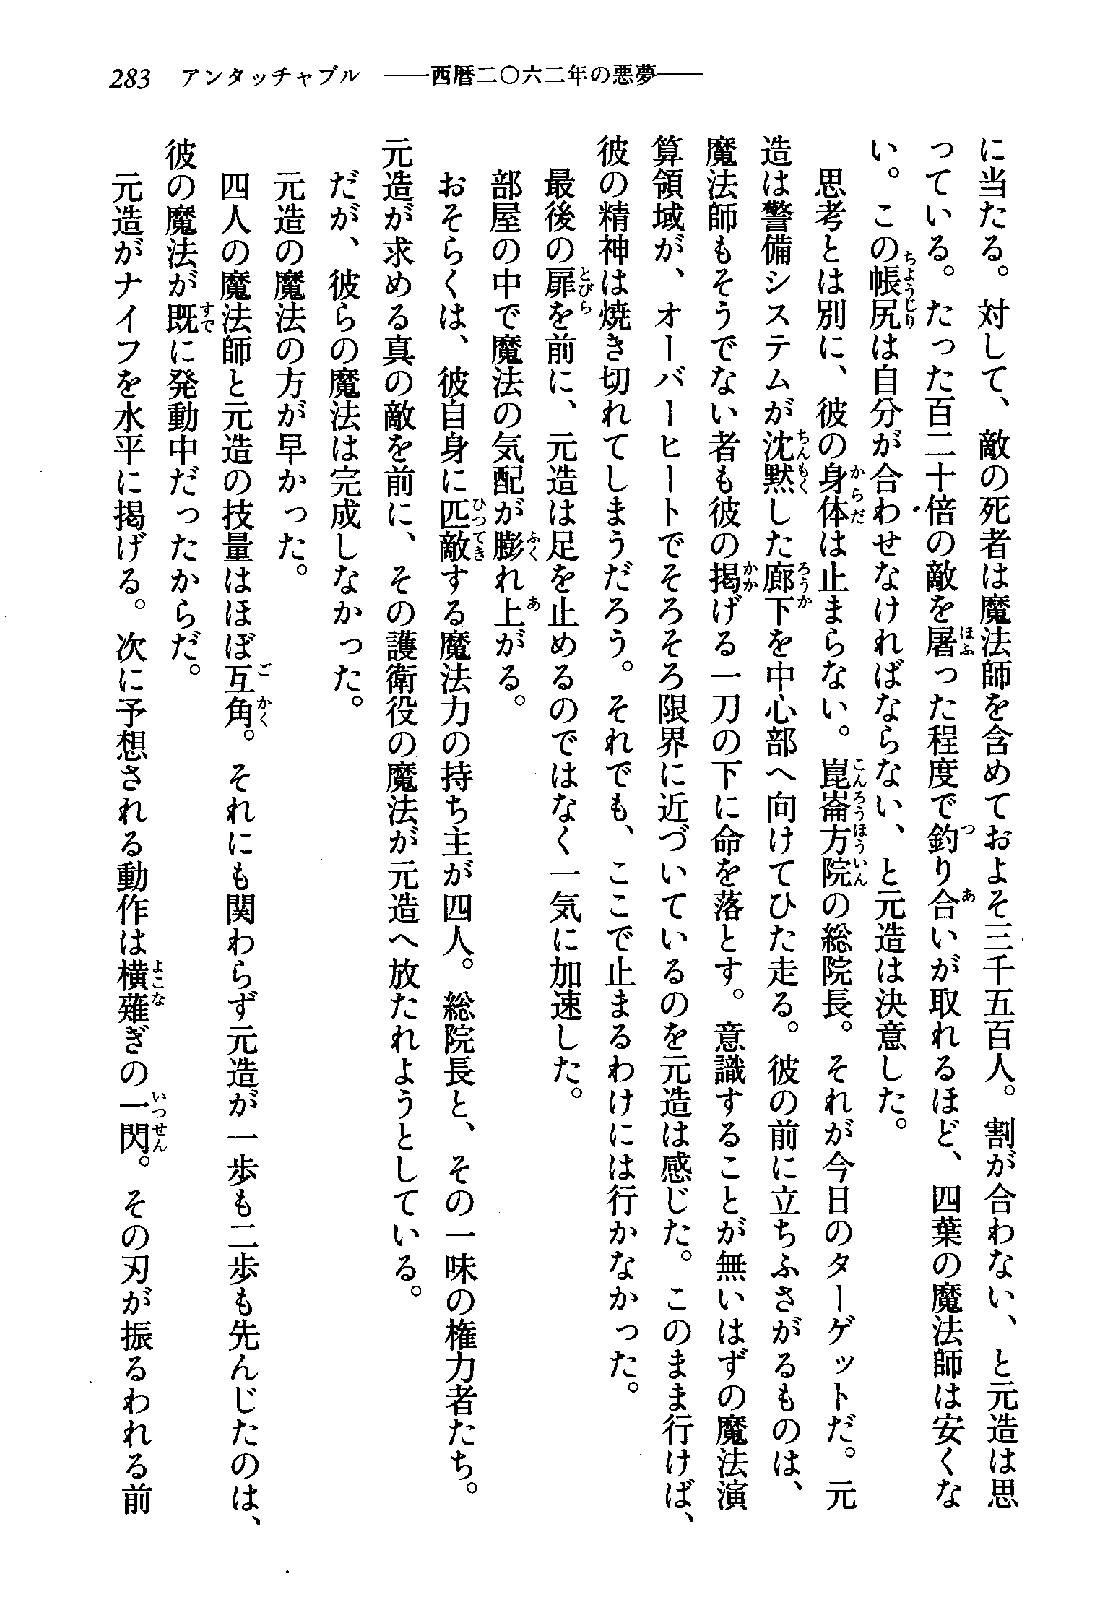 283　アンタッチャブル　――西暦二〇六二年の悪夢――
に当たる。対して、敵の死者は魔法師を含めておよそ三千五百人。割が合わない、と元造は思
っている。たった百二十倍の敵を屠った程度で釣り合いが取れるほど、四葉の魔法師は安くな
い。この帳尻は自分が合わせなければならない、と元造は決意した。
　思考とは別に、彼の身体は止まらない。崑崙方院の総院長。それが今日のターゲットだ。元
造は警備システムが沈黙した廊下を中心部へ向けてひた走る。彼の前に立ちふさがるものは、
魔法師もそうでない者も彼の掲げる一刀の下に命を落とす。意識することが無いはずの魔法演
算領域が、オーバーヒートでそろそろ限界に近づいているのを元造は感じた。このまま行けば、
彼の精神は焼き切れてしまうだろう。それでも、ここで止まるわけには行かなかった。
　最後の扉を前に、元造は足を止めるのではなく一気に加速した。
　部屋の中で魔法の気配が膨れ上がる。
　おそらくは、彼自身に匹敵する魔法力の持ち主が四人。総院長と、その一味の権力者たち。
元造が求める真の敵を前に、その護衛役の魔法が元造へ放たれようとしている。
　だが、彼らの魔法は完成しなかった。
　元造の魔法の方が早かった。
　四人の魔法師と元造の技量はほぼ互角。それにも関わらず元造が一歩も二歩も先んじたのは、
彼の魔法が既に発動中だったからだ。
　元造がナイフを水平に掲げる。次に予想される動作は横薙ぎの一閃。その刃が振るわれる前